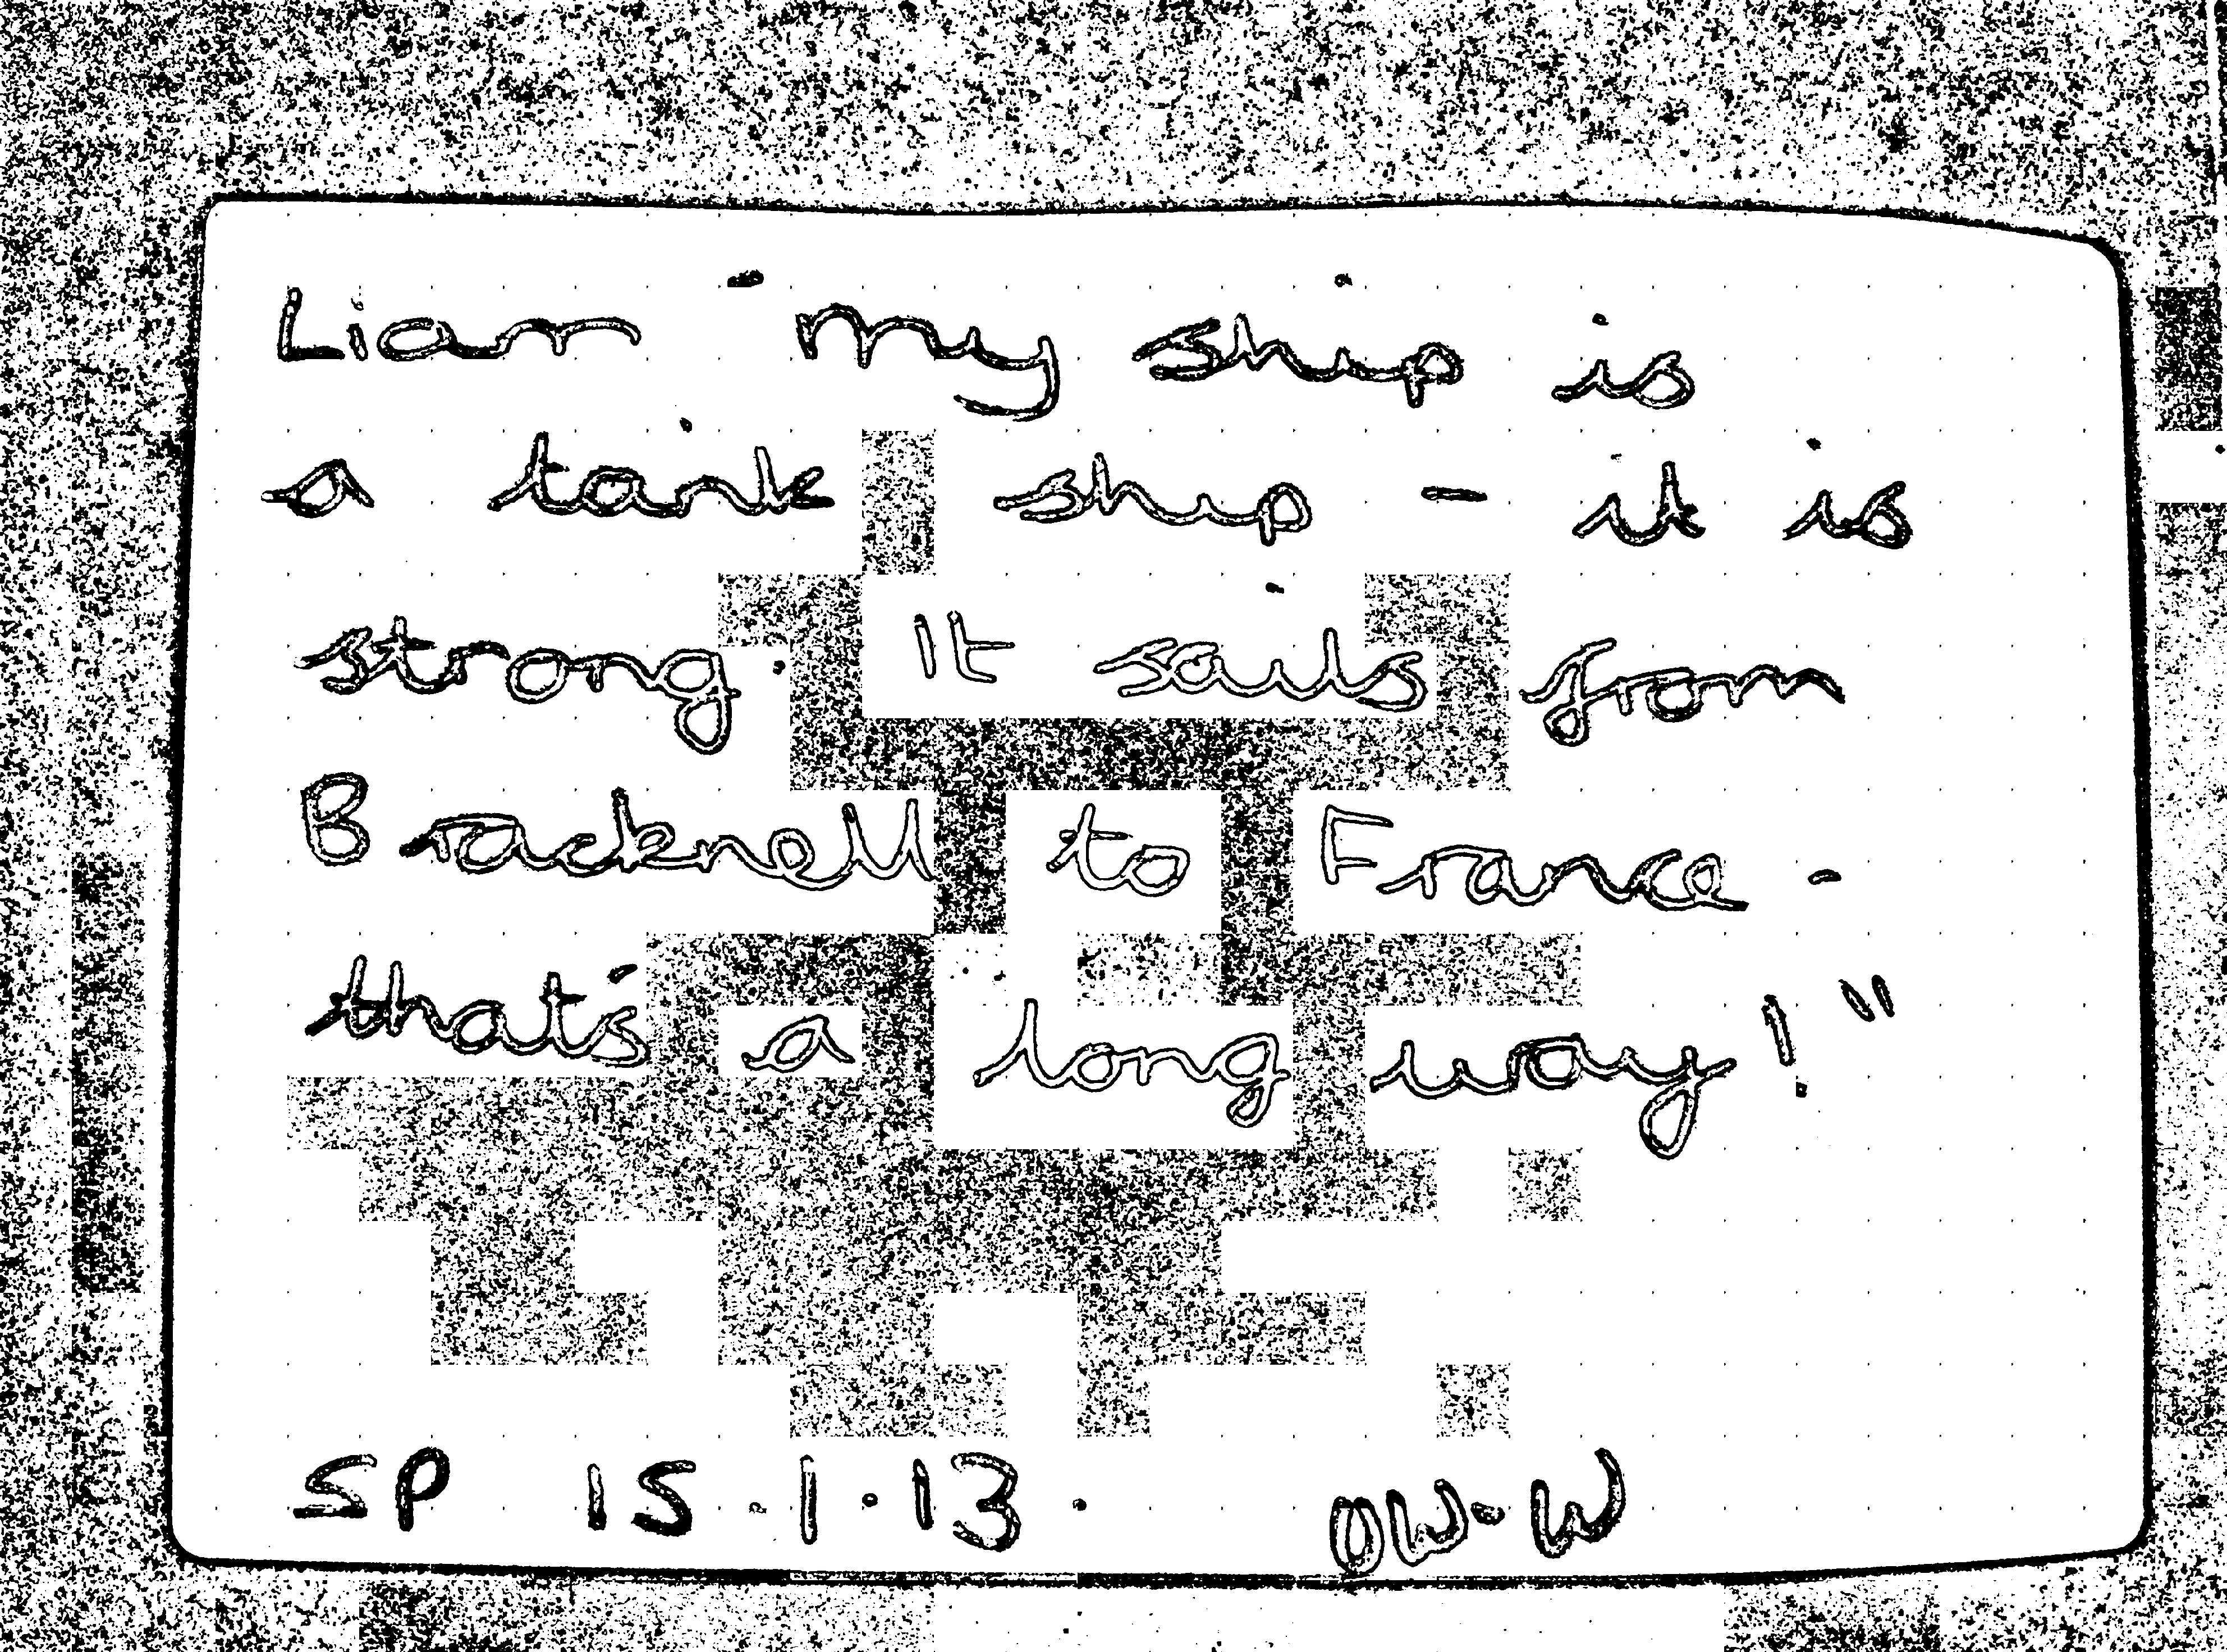 Liam "My ship is
a tank ship - it is
strong. It sails from
Bracknell to France -
that's a long way!"
SP 15.1.13. OW-W